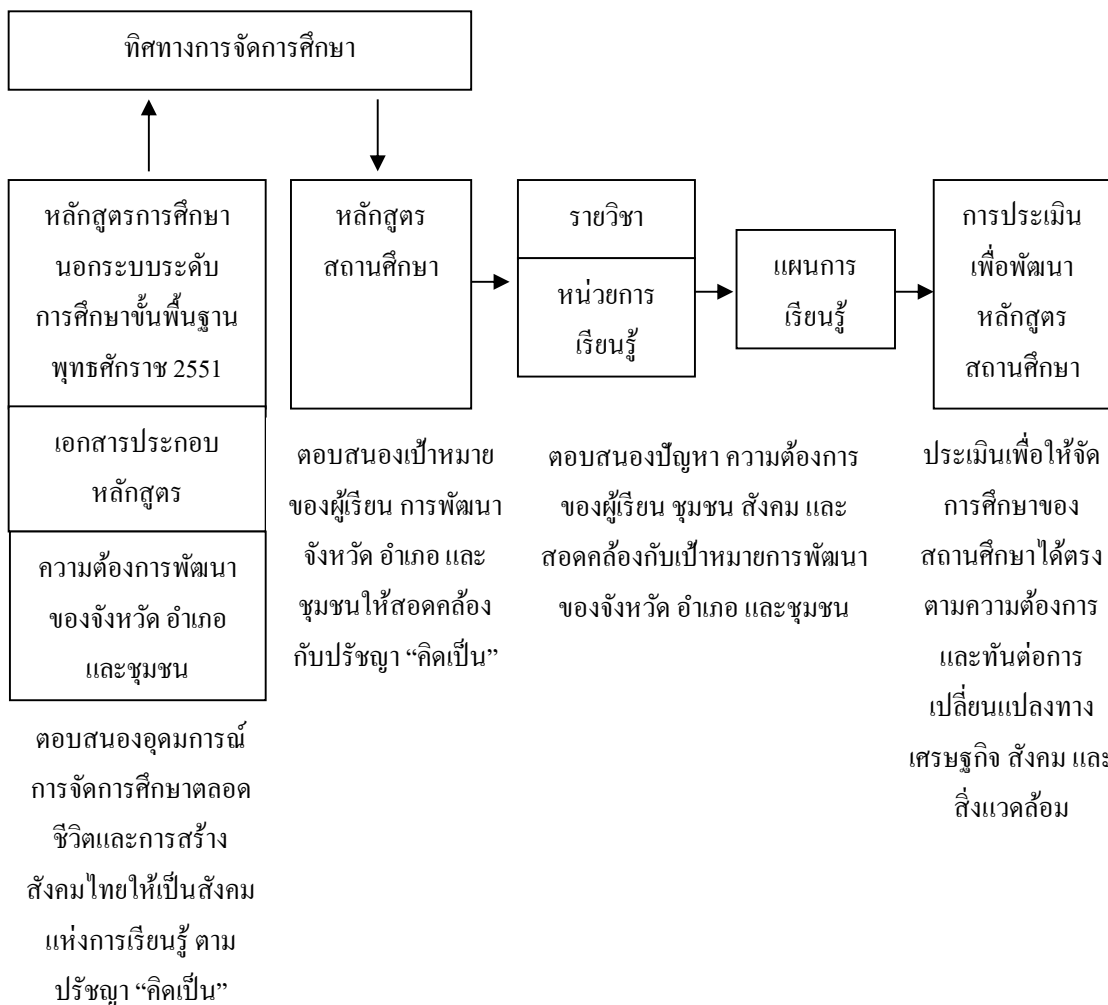 ทิศทางการจัดการศึกษา
หลักสูตรการศึกษา
นอกระบบระดับ
การศึกษาขั้นพื้นฐาน
พุทธศักราช 2551
เอกสารประกอบ
หลักสูตร
ความต้องการพัฒนา
ของจังหวัด อำเภอ
และชุมชน
ตอบสนองอุดมการณ์
การจัดการศึกษาตลอด
ชีวิตและการสร้าง
สังคมไทยให้เป็นสังคม
แห่งการเรียนรู้ ตาม
ปรัชญา “คิดเป็น”
หลักสูตร
สถานศึกษา
ตอบสนองเป้าหมาย
ของผู้เรียน การพัฒนา
จังหวัด อำเภอ และ
ชุมชนให้สอดคล้อง
กับปรัชญา “คิดเป็น”
รายวิชา
หน่วยการ
เรียนรู้
แผนการ
เรียนรู้
ตอบสนองปัญหา ความต้องการ
ของผู้เรียน ชุมชน สังคม และ
สอดคล้องกับเป้าหมายการพัฒนา
ของจังหวัด อำเภอ และชุมชน
การประเมิน
เพื่อพัฒนา
หลักสูตร
สถานศึกษา
ประเมินเพื่อให้จัด
การศึกษาของ
สถานศึกษาได้ตรง
ตามความต้องการ
และทันต่อการ
เปลี่ยนแปลงทาง
เศรษฐกิจ สังคม และ
สิ่งแวดล้อม